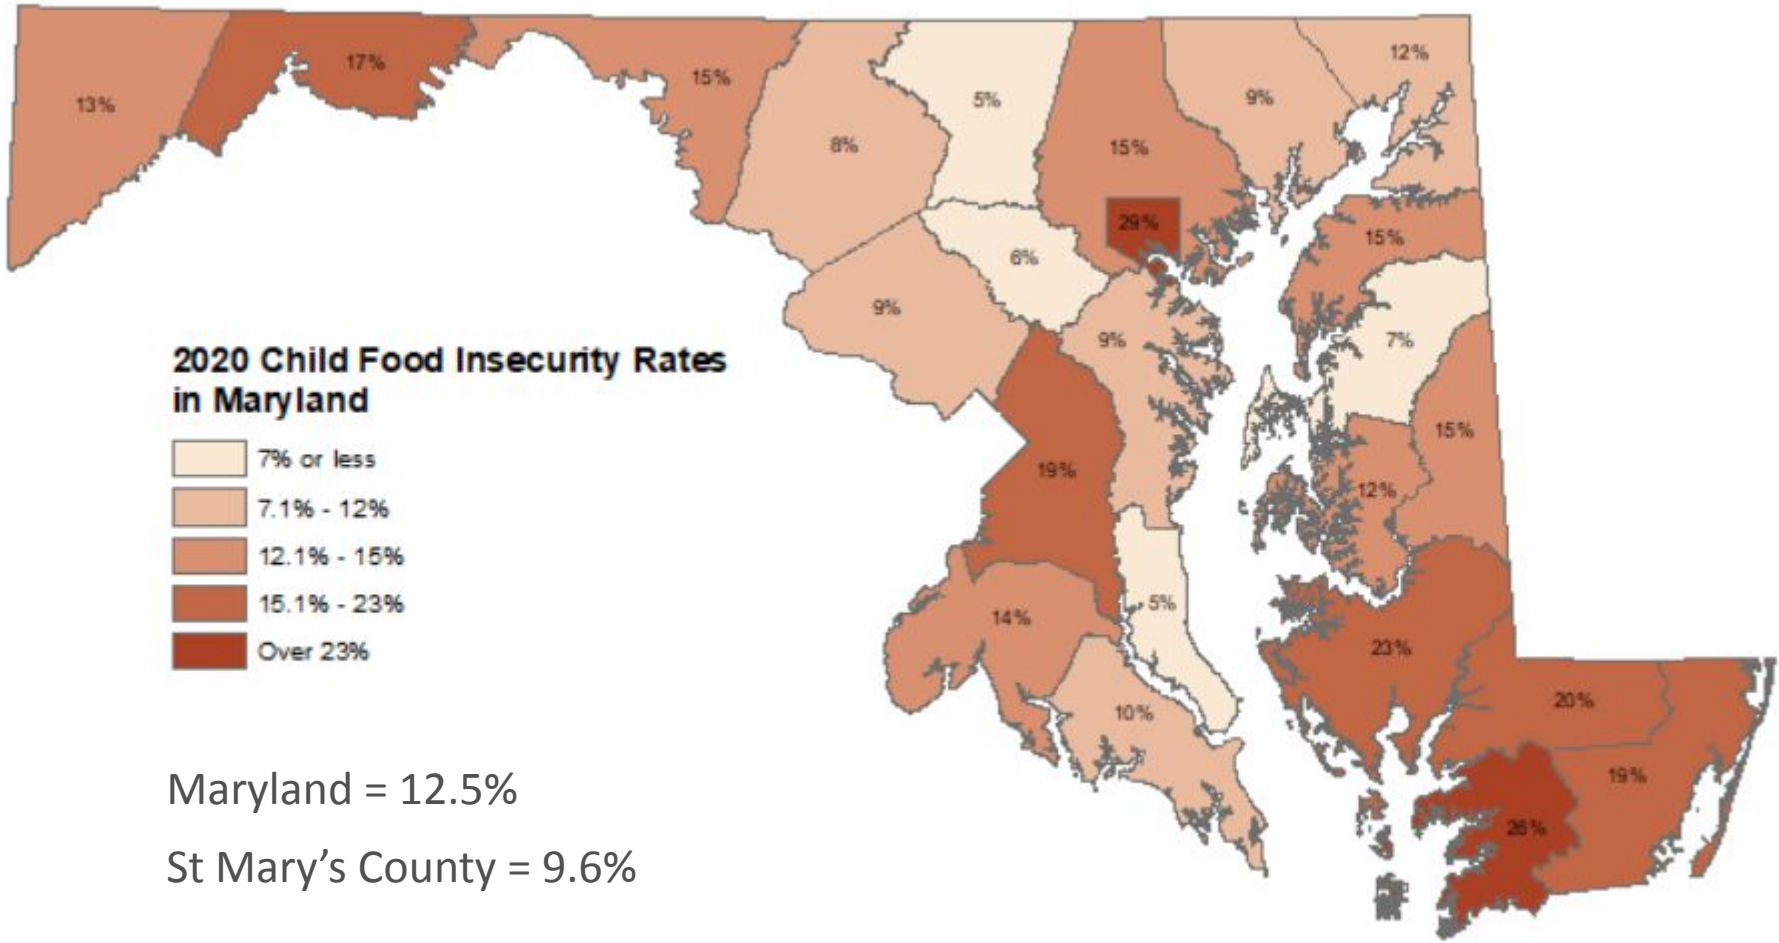 13%
17%
15%
8%
5%
15%
9%
12%
29%
6%
15%
9%
9%
7%
15%
19%
12%
5%
14%
10%
23%
20%
19%
26%
2020 Child Food Insecurity Rates
in Maryland
7% or less
7.1% - 12%
12.1% - 15%
15.1% - 23%
Over 23%
Maryland = 12.5%
St Mary’s County = 9.6%